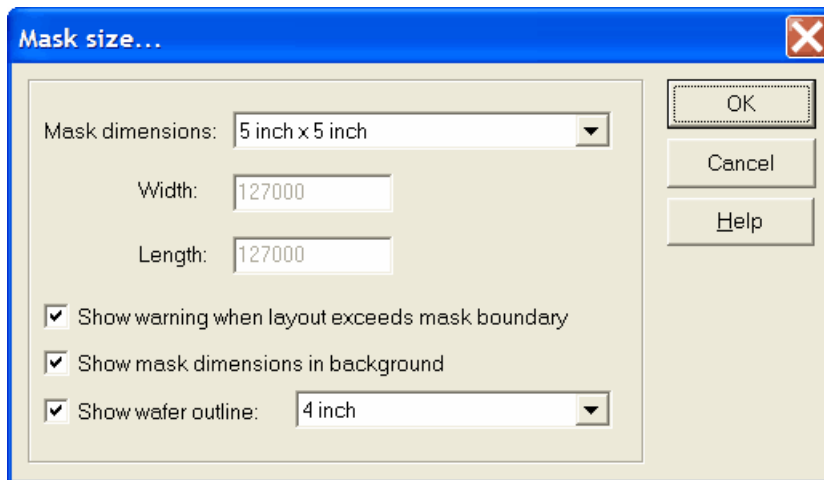 Mask size...
Mask dimensions: 5 inch x 5 inch
Width: 127000
Length: 127000
Show warning when layout exceeds mask boundary
Show mask dimensions in background
Show wafer outline: 4 inch
OK
Cancel
Help